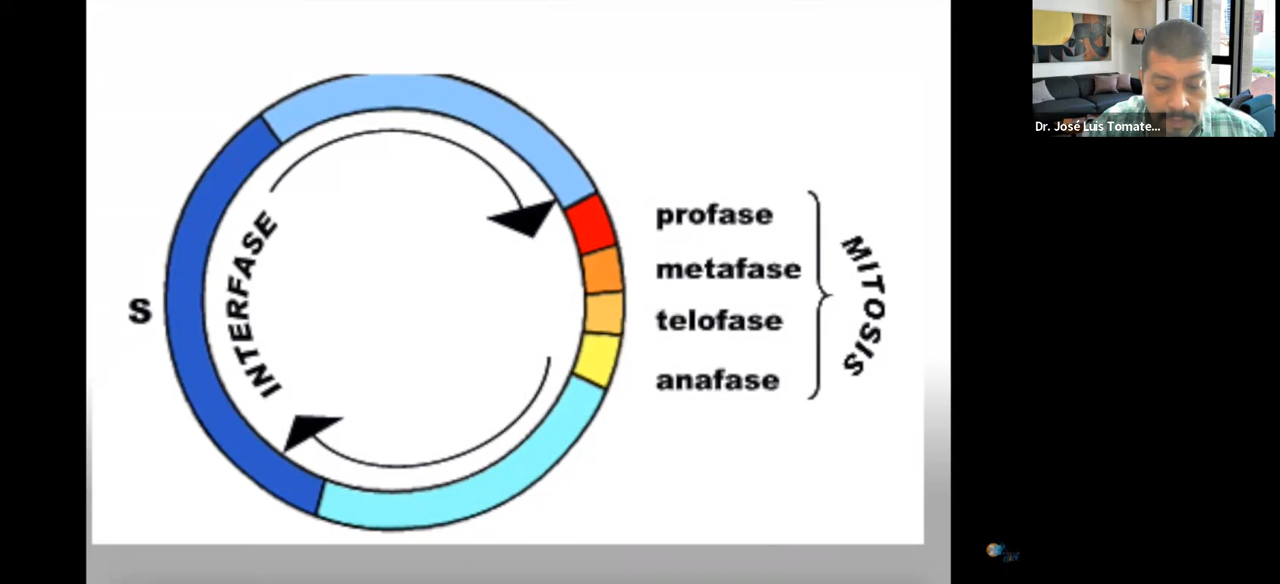 S
INTERFASE
profase
metafase
telofase
anafase
MITOSIS
Dr. José Luis Tomate...